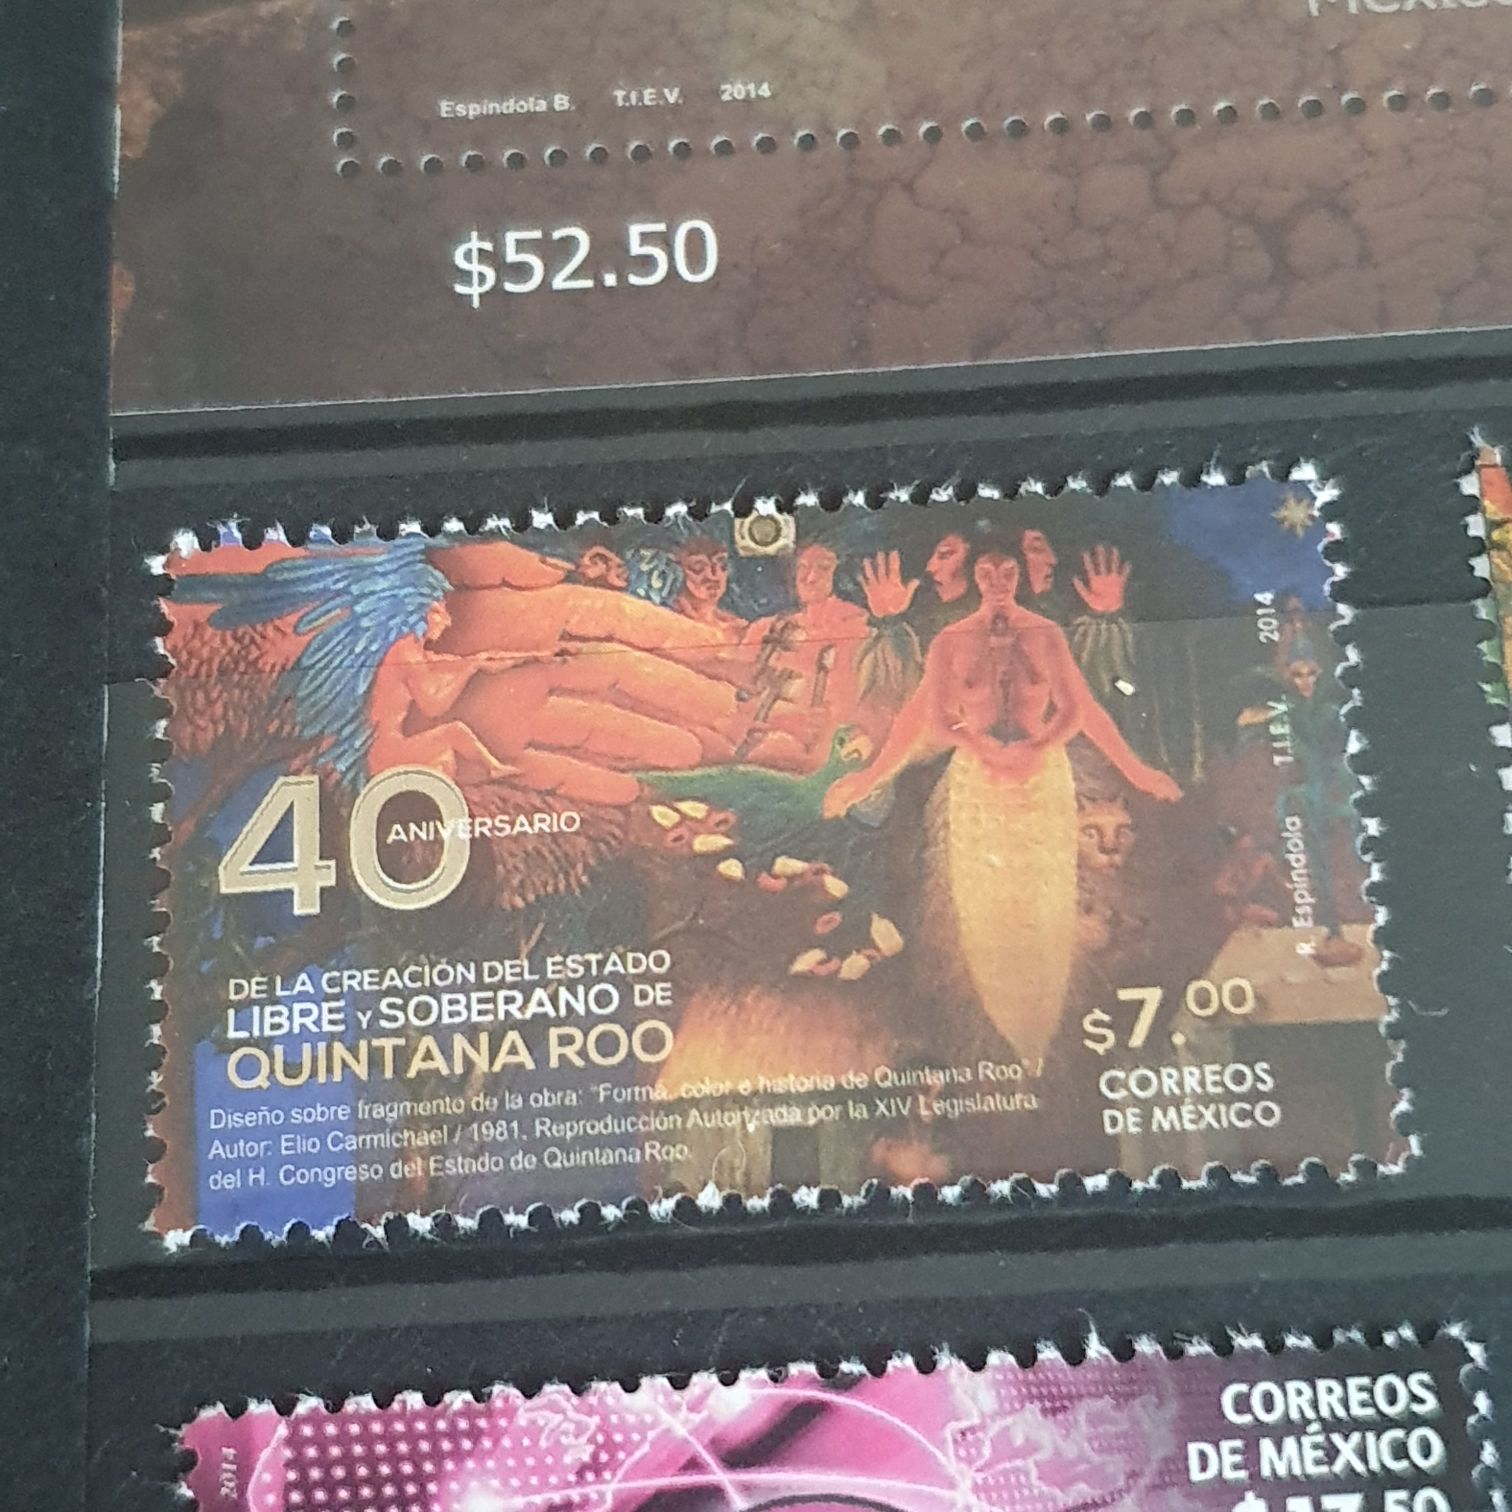 Espíndola B. T.I.E.V. 2014
$52.50
40
ANIVERSARIO
DE LA CREACIÓN DEL ESTADO
LIBRE Y SOBERANO DE
QUINTANA ROO
Diseño sobre fragmento de la obra: "Forma, color e historia de Quintana Roo" /
Autor: Elio Carmichael / 1981. Reproducción Autorizada por la XIV Legislatura
del H. Congreso del Estado de Quintana Roo.
$7.00
CORREOS
DE MÉXICO
R. Espíndola T.I.E.V. 2014
2014
CORREOS
DE MÉXICO